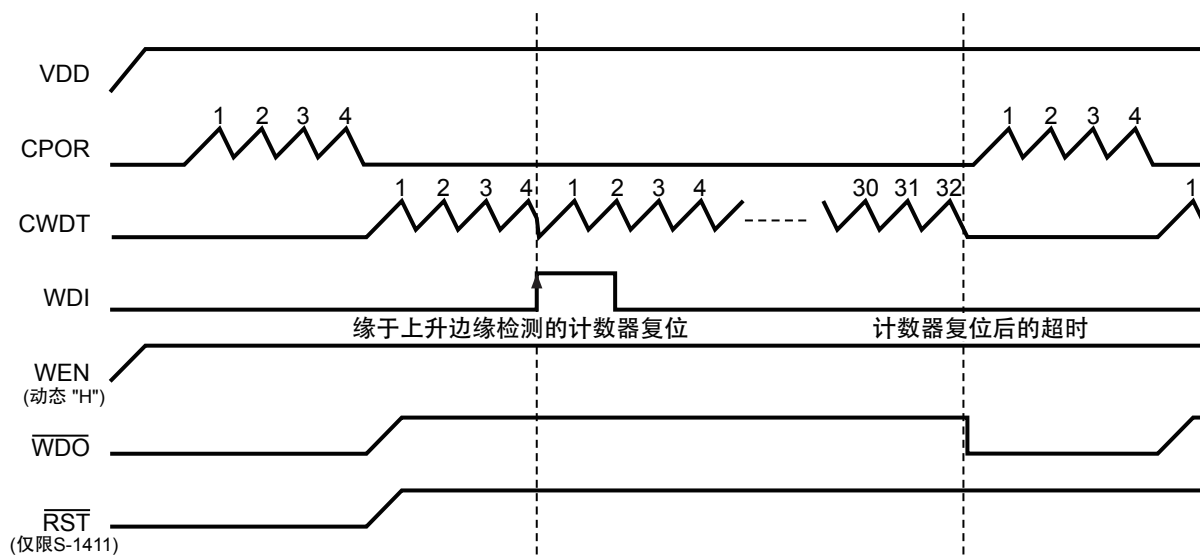 VDD
1 2 3 4 1 2 3 4
CPOR
1 2 3 4 1 2 3 4 30 31 32 1
CWDT
WDI
缘于上升边缘检测的计数器复位 计数器复位后的超时
WEN
(动态 "H")
WDO
RST
(仅限S-1411)